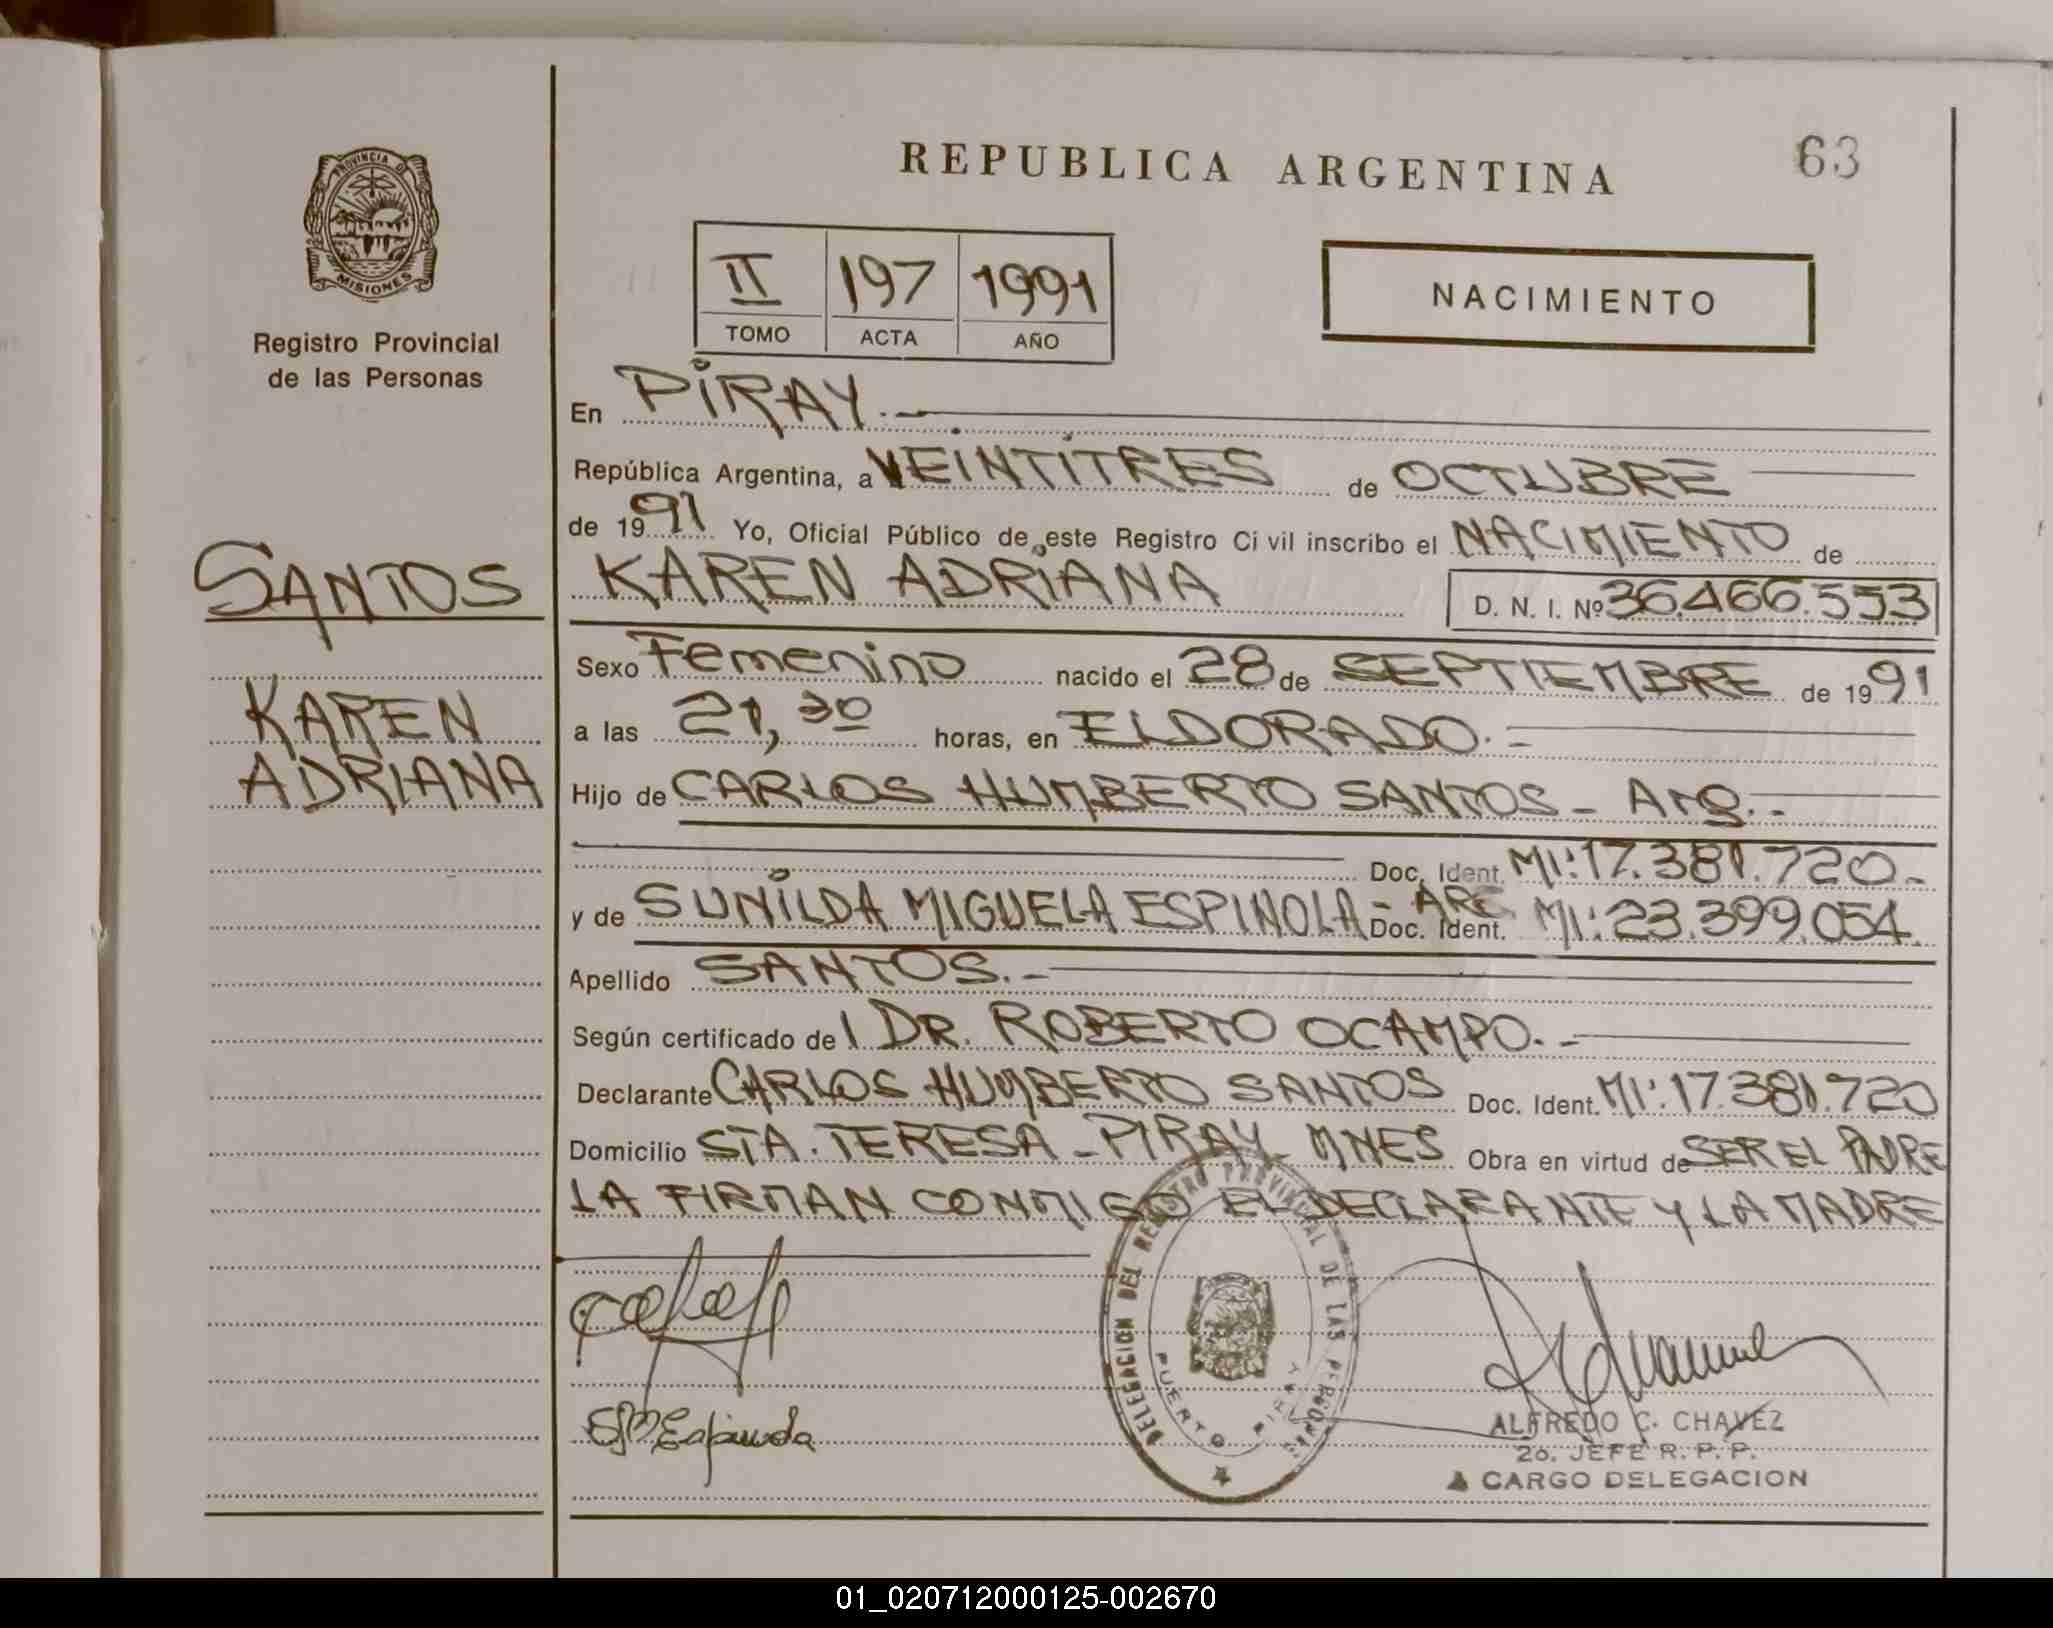 PROVINCIA D
MISIONES
Registro Provincial
de las Personas
SANTOS
KAREN
ADRIANA
REPUBLICA ARGENTINA
63
II 197 1991
TOMO ACTA AÑO
NACIMIENTO
En PIRAY.-
República Argentina, a VEINTITRES de OCTUBRE
de 1991 Yo, Oficial Público de este Registro Civil inscribo el NACIMIENTO de
KAREN ADRIANA D. N. I. Nº 36.466.553
Sexo Femenino nacido el 28 de SEPTIEMBRE de 1991
a las 21,30 horas, en ELDORADO.-
Hijo de CARLOS HUMBERTO SANTOS - Arg.-
Doc. Ident. MI:17.381.720-
y de SUNILDA MIGUELA ESPINOLA - ARG Doc. Ident. MI:23.399.054
Apellido SANTOS.-
Según certificado de l DR. ROBERTO OCAMPO.-
Declarante CARLOS HUMBERTO SANTOS Doc. Ident. MI:17.381.720
Domicilio STA. TERESA - PIRAY - MNES Obra en virtud de SER EL PADRE
LA FIRMAN CONMIGO EL DECLARANTE Y LA MADRE
DELEGACION DEL REGISTRO PROVINCIAL DE LAS PERSONAS
PUERTO PIRAY
Espinola
ALFREDO C. CHAVEZ
2o. JEFE R. P. P.
A CARGO DELEGACION
01_020712000125-002670